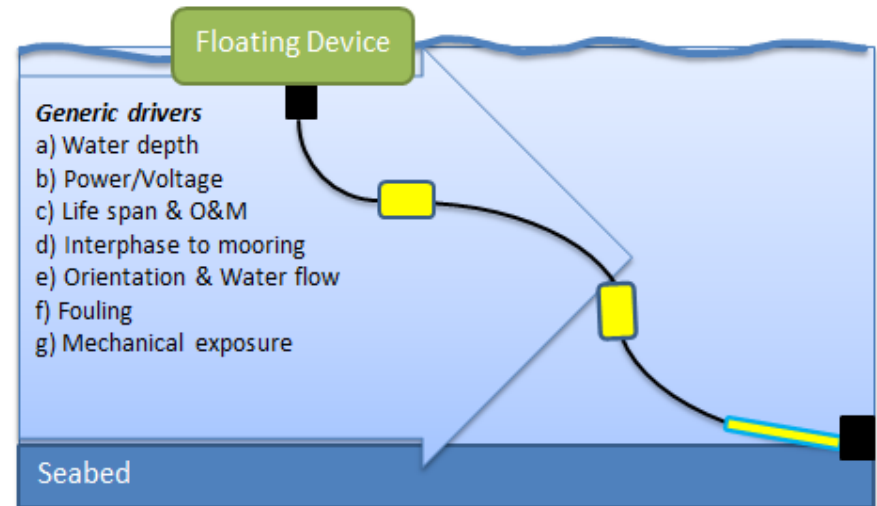 Floating Device
Generic drivers
a) Water depth
b) Power/Voltage
c) Life span & O&M
d) Interphase to mooring
e) Orientation & Water flow
f) Fouling
g) Mechanical exposure
Seabed